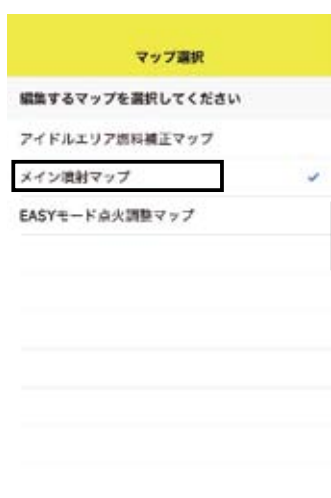 マップ選択
編集するマップを選択してください
アイドルエリア燃料補正マップ
メイン噴射マップ
EASYモード点火調整マップ